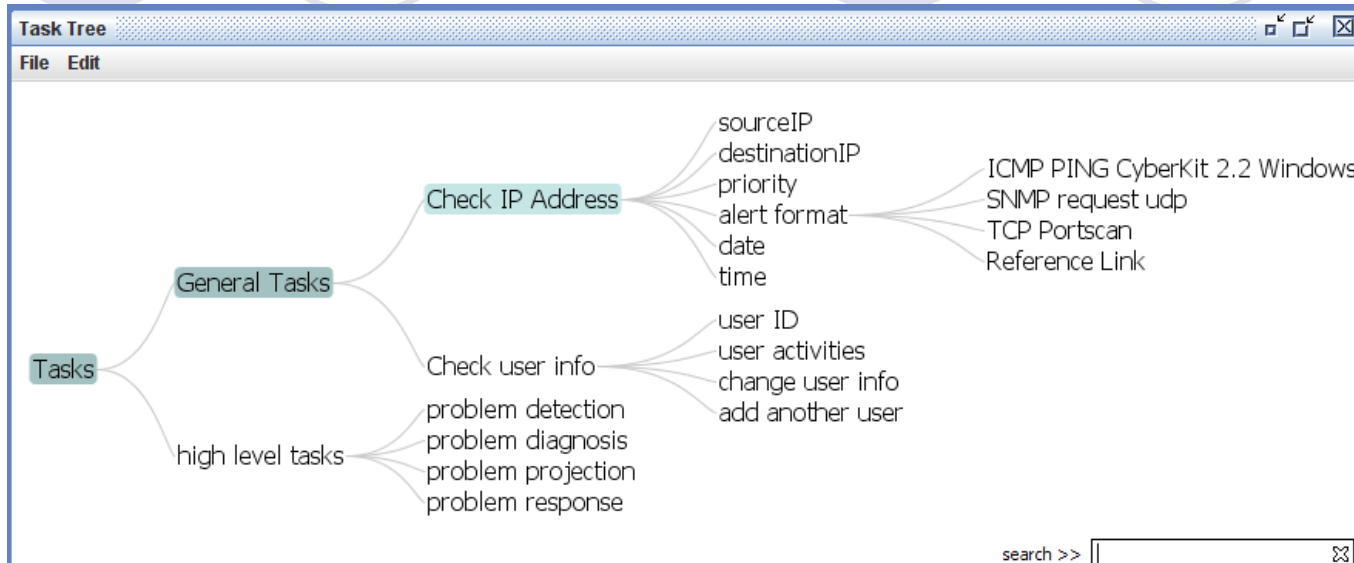 Task Tree
File Edit
sourceIP
destinationIP
priority
alert format
date
time
ICMP PING CyberKit 2.2 Windows
SNMP request udp
TCP Portscan
Reference Link
Check IP Address
General Tasks
user ID
user activities
change user info
add another user
Check user info
Tasks
problem detection
problem diagnosis
problem projection
problem response
high level tasks
search >>